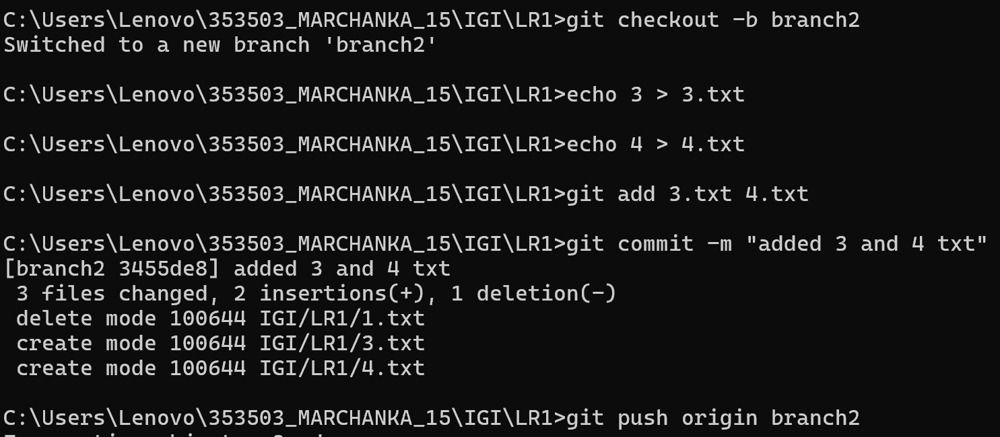 C:\Users\Lenovo\353503_MARCHANKA_15\IGI\LR1>git checkout -b branch2
Switched to a new branch 'branch2'
C:\Users\Lenovo\353503_MARCHANKA_15\IGI\LR1>echo 3 > 3.txt
C:\Users\Lenovo\353503_MARCHANKA_15\IGI\LR1>echo 4 > 4.txt
C:\Users\Lenovo\353503_MARCHANKA_15\IGI\LR1>git add 3.txt 4.txt
C:\Users\Lenovo\353503_MARCHANKA_15\IGI\LR1>git commit -m "added 3 and 4 txt"
[branch2 3455de8] added 3 and 4 txt
 3 files changed, 2 insertions(+), 1 deletion(-)
 delete mode 100644 IGI/LR1/1.txt
 create mode 100644 IGI/LR1/3.txt
 create mode 100644 IGI/LR1/4.txt
C:\Users\Lenovo\353503_MARCHANKA_15\IGI\LR1>git push origin branch2